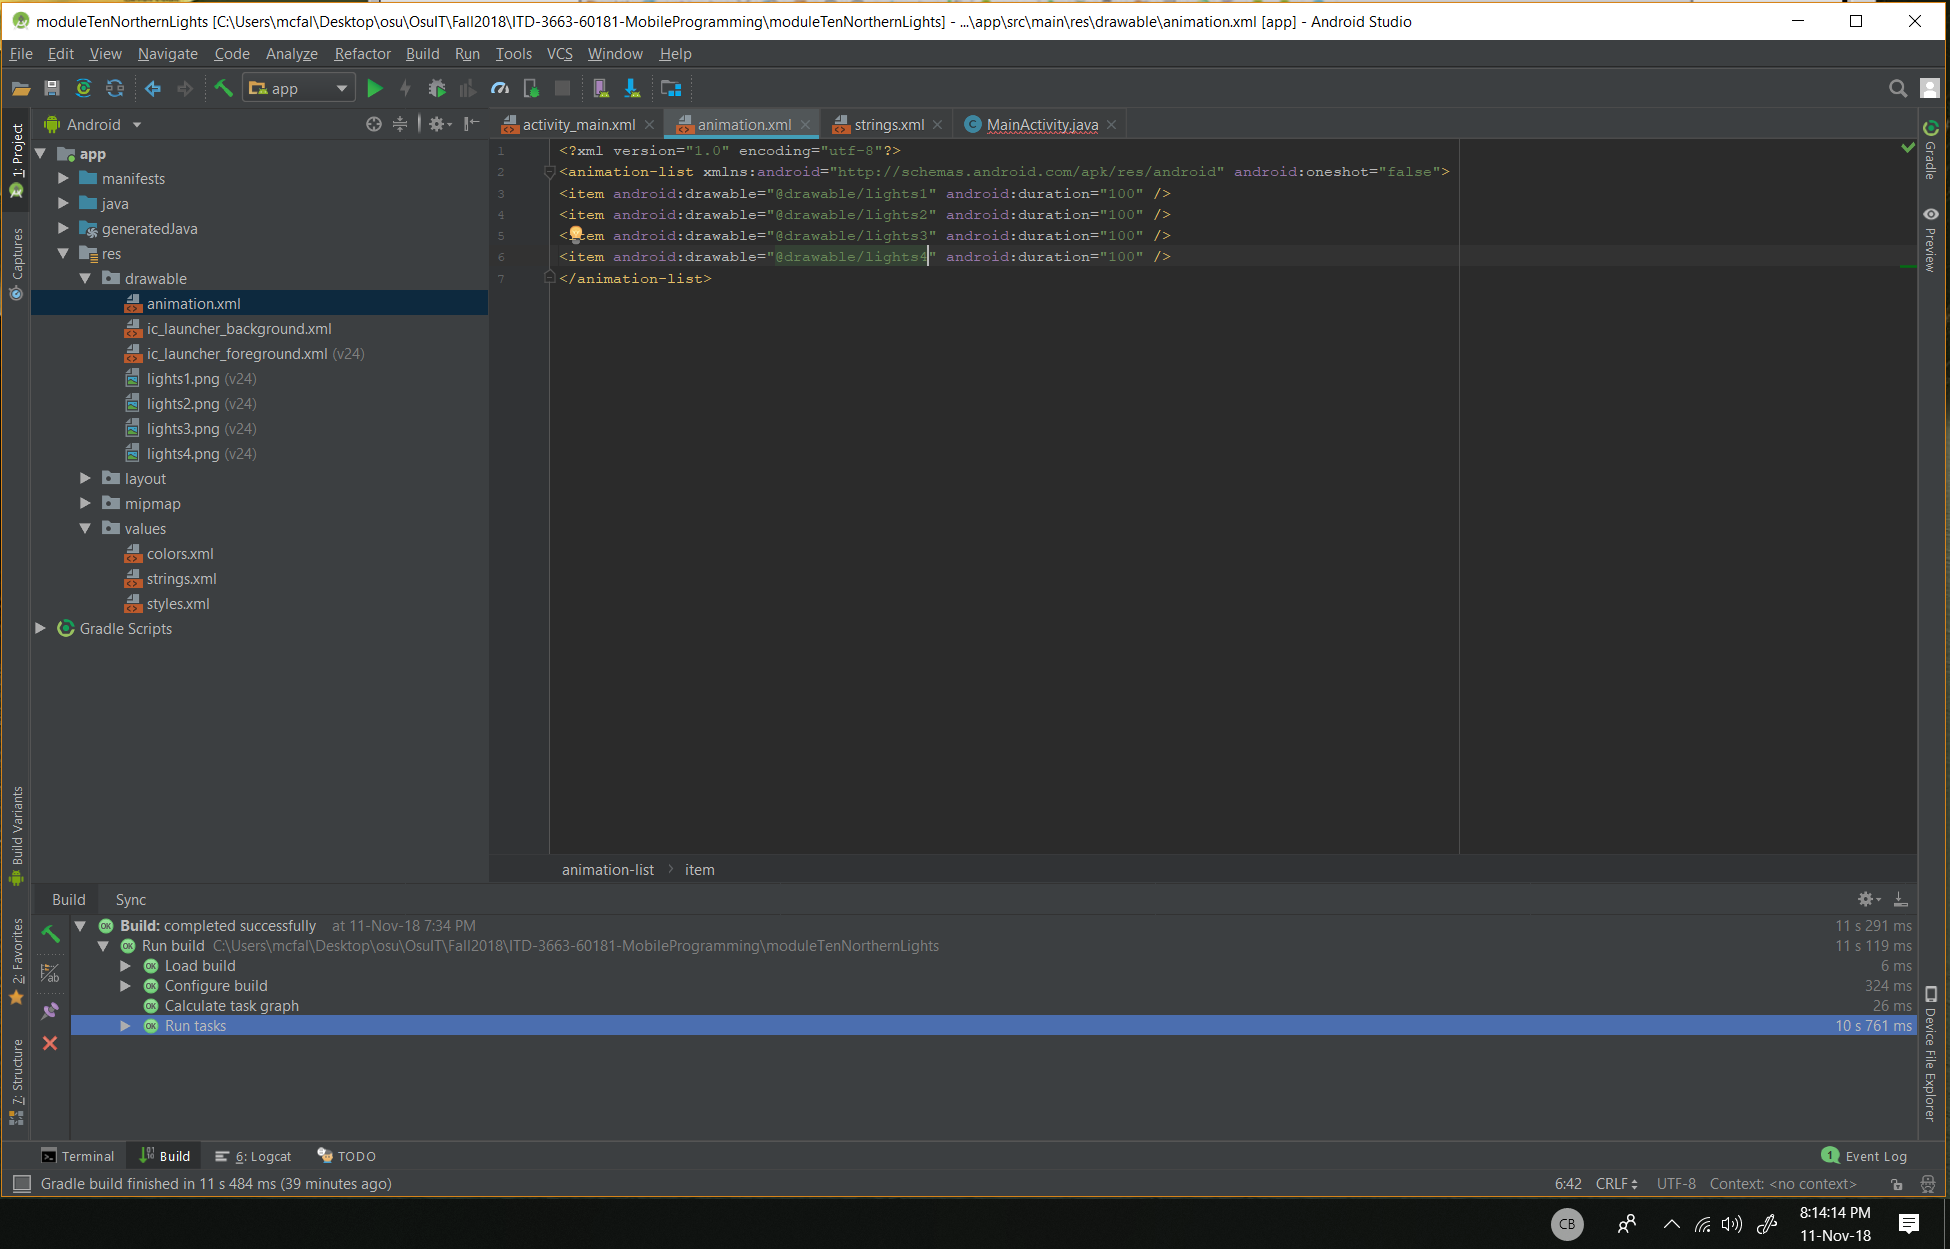 moduleTenNorthernLights [C:\Users\mcfal\Desktop\osu\OsuIT\Fall2018\ITD-3663-60181-MobileProgramming\moduleTenNorthernLights] - ...\app\src\main\res\drawable\animation.xml [app] - Android Studio
File Edit View Navigate Code Analyze Refactor Build Run Tools VCS Window Help
app
Android
activity_main.xml animation.xml strings.xml MainActivity.java
1: Project
Captures
Build Variants
2: Favorites
7: Structure
app
manifests
java
generatedJava
res
drawable
animation.xml
ic_launcher_background.xml
ic_launcher_foreground.xml (v24)
lights1.png (v24)
lights2.png (v24)
lights3.png (v24)
lights4.png (v24)
layout
mipmap
values
colors.xml
strings.xml
styles.xml
Gradle Scripts
1 <?xml version="1.0" encoding="utf-8"?>
2 <animation-list xmlns:android="http://schemas.android.com/apk/res/android" android:oneshot="false">
3 <item android:drawable="@drawable/lights1" android:duration="100" />
4 <item android:drawable="@drawable/lights2" android:duration="100" />
5 <item android:drawable="@drawable/lights3" android:duration="100" />
6 <item android:drawable="@drawable/lights4" android:duration="100" />
7 </animation-list>
animation-list item
Gradle
Preview
Device File Explorer
Build Sync
OK Build: completed successfully at 11-Nov-18 7:34 PM 11 s 291 ms
OK Run build C:\Users\mcfal\Desktop\osu\OsuIT\Fall2018\ITD-3663-60181-MobileProgramming\moduleTenNorthernLights 11 s 119 ms
OK Load build 6 ms
OK Configure build 324 ms
OK Calculate task graph 26 ms
OK Run tasks 10 s 761 ms
Terminal Build 6: Logcat TODO 1 Event Log
Gradle build finished in 11 s 484 ms (39 minutes ago) 6:42 CRLF UTF-8 Context: <no context>
CB 8:14:14 PM
11-Nov-18